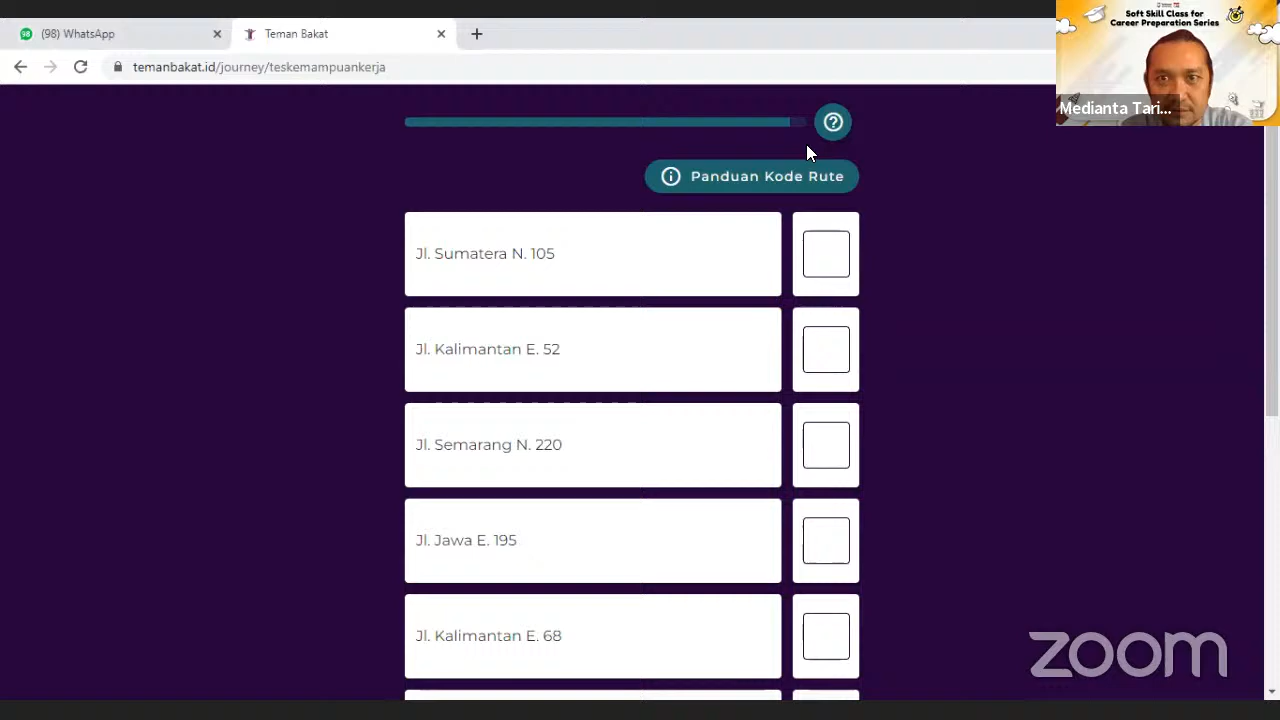 (98) WhatsApp
Teman Bakat
temanbakat.id/journey/teskemampuankerja
Soft Skill Class for
Career Preparation Series
Medianta Tari...
Panduan Kode Rute
Jl. Sumatera N. 105
Jl. Kalimantan E. 52
Jl. Semarang N. 220
Jl. Jawa E. 195
Jl. Kalimantan E. 68
zoom